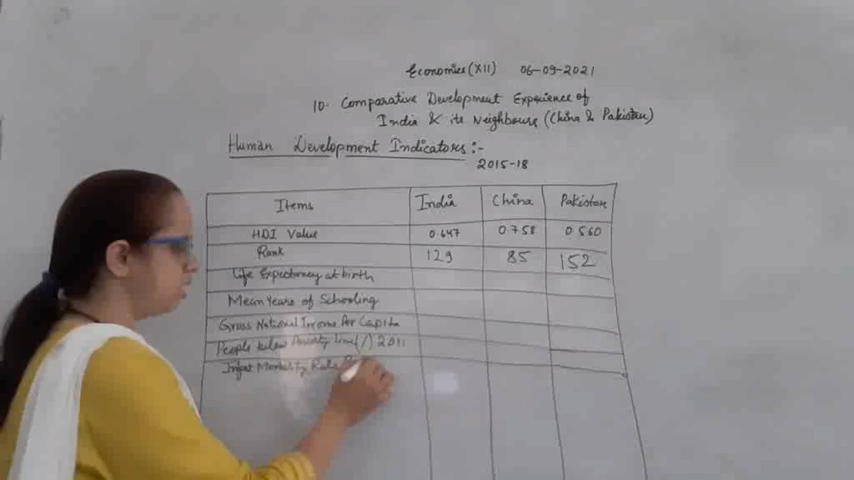 Economics (XII) 06-09-2021
10. Comparative Development Experience of
India & its Neighbours (China & Pakistan)
Human Development Indicators :-
2015-18
Items India China Pakistan
HDI Value 0.647 0.758 0.560
Rank 129 85 152
Life Expectancy at birth
Mean Years of Schooling
Gross National Income Per Capita
People below Poverty Line (%) 2011
Infant Mortality Rate